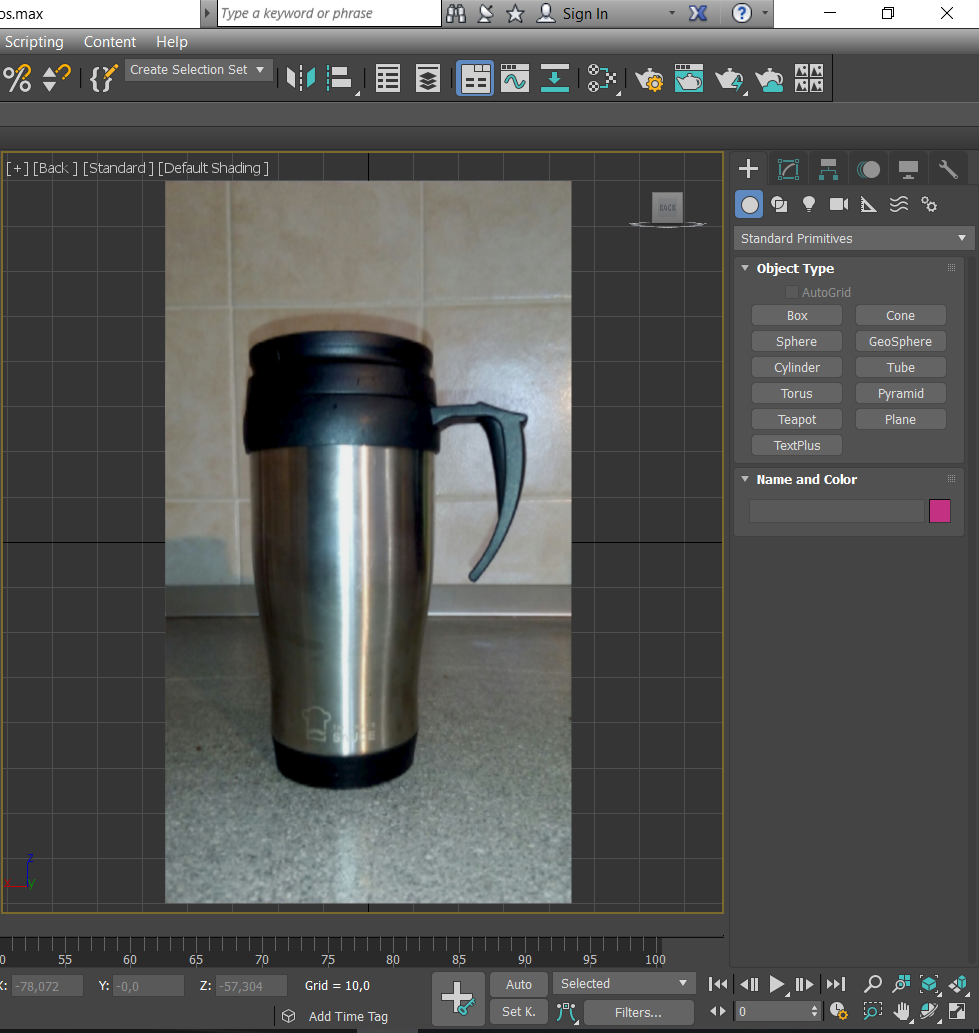 os.max
Type a keyword or phrase
Sign In
Scripting Content Help
Create Selection Set
[+] [Back ] [Standard ] [Default Shading ]
BACK
Standard Primitives
Object Type
AutoGrid
Box Cone
Sphere GeoSphere
Cylinder Tube
Torus Pyramid
Teapot Plane
TextPlus
Name and Color
z
y
0 55 60 65 70 75 80 85 90 95 100
X: -78,072 Y: -0,0 Z: -57,304 Grid = 10,0
Auto Selected
Set K. Filters...
0
Add Time Tag